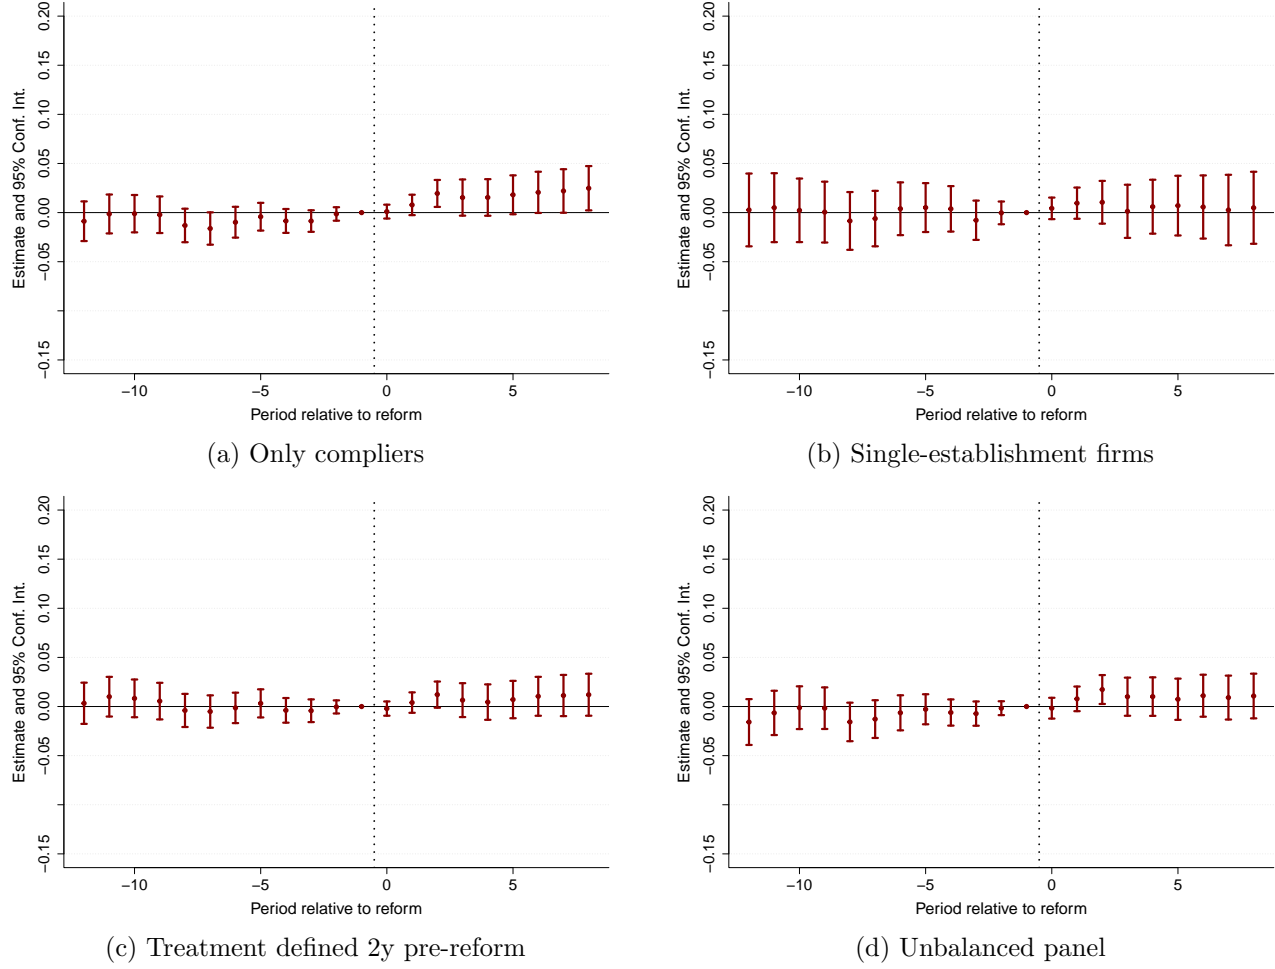 0.20
0.15
0.10
0.05
0.00
−0.05
−0.15
Estimate and 95% Conf. Int.
−10 −5 0 5
Period relative to reform
(a) Only compliers
0.20
0.15
0.10
0.05
0.00
−0.05
−0.15
Estimate and 95% Conf. Int.
−10 −5 0 5
Period relative to reform
(b) Single-establishment firms
0.20
0.15
0.10
0.05
0.00
−0.05
−0.15
Estimate and 95% Conf. Int.
−10 −5 0 5
Period relative to reform
(c) Treatment defined 2y pre-reform
0.20
0.15
0.10
0.05
0.00
−0.05
−0.15
Estimate and 95% Conf. Int.
−10 −5 0 5
Period relative to reform
(d) Unbalanced panel